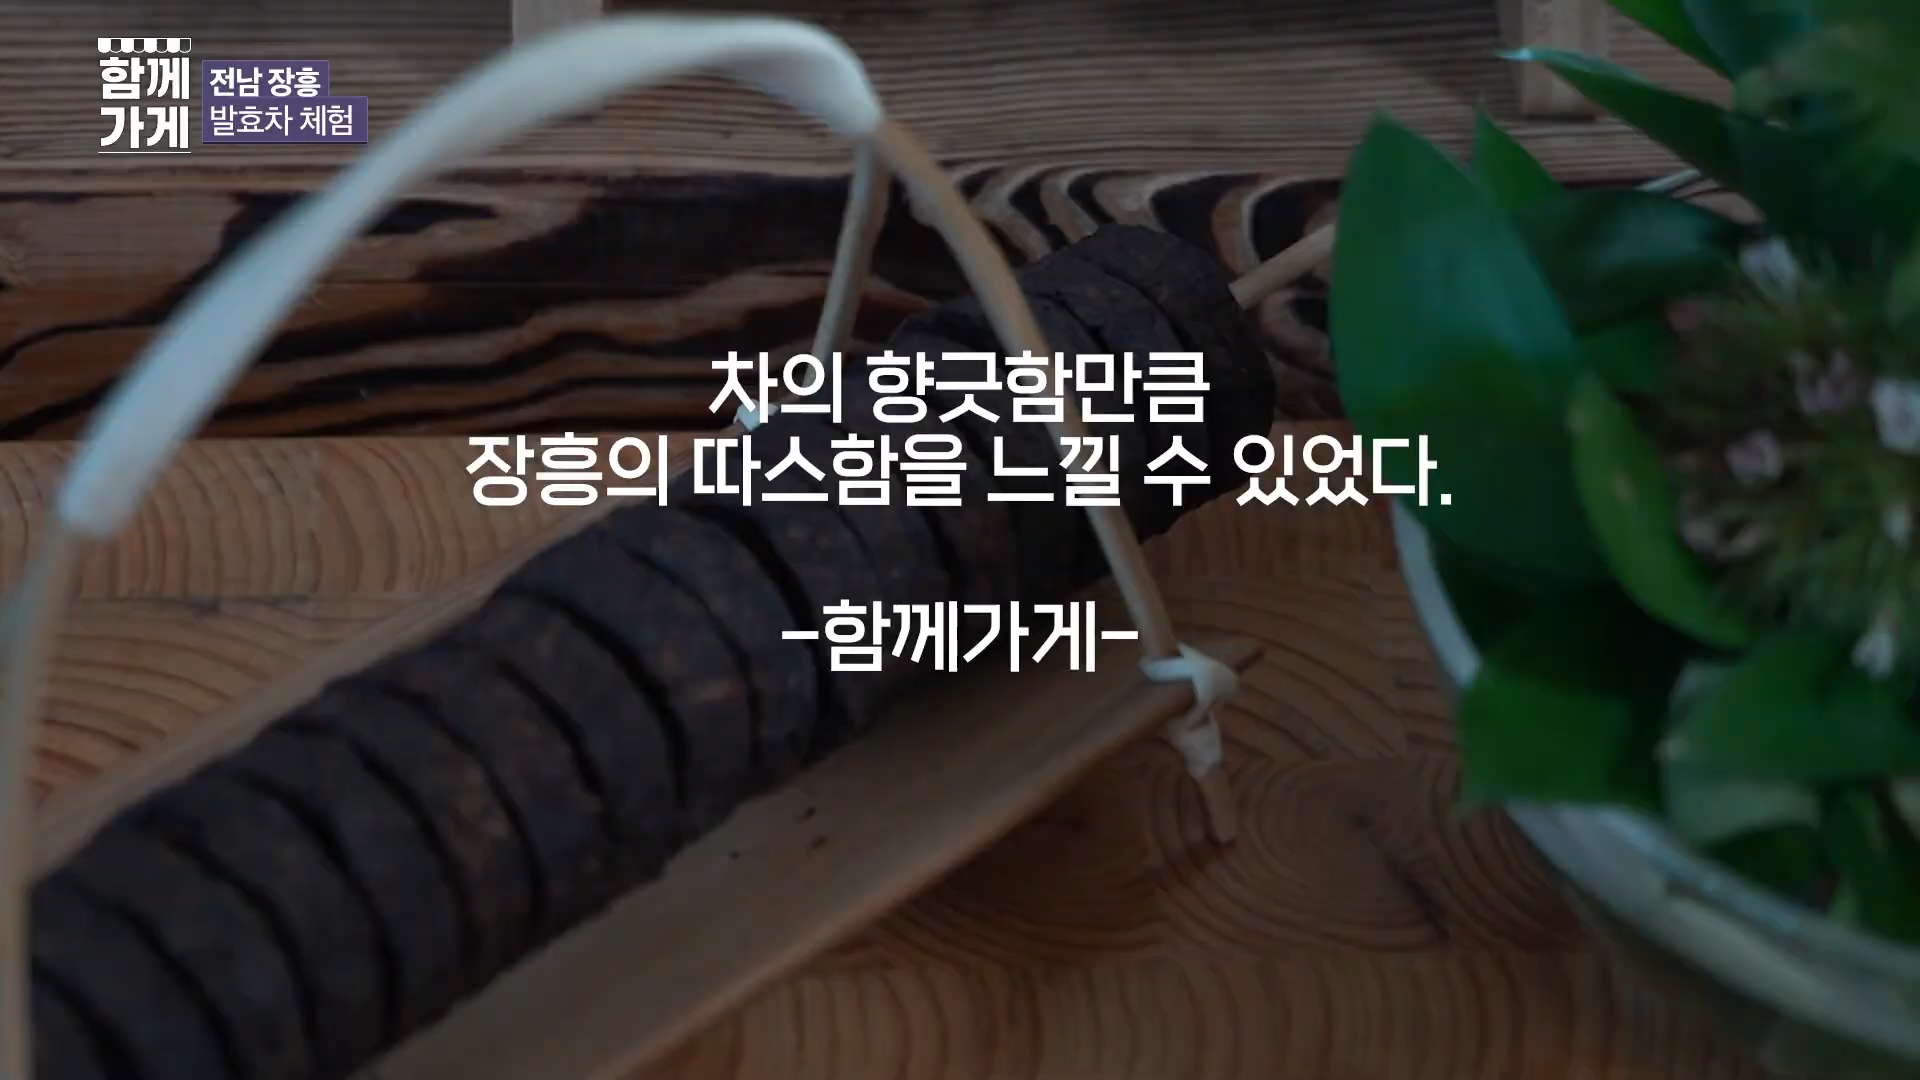 함께
가게
전남 장흥
발효차 체험
차의 향긋함만큼
장흥의 따스함을 느낄 수 있었다.
-함께가게-